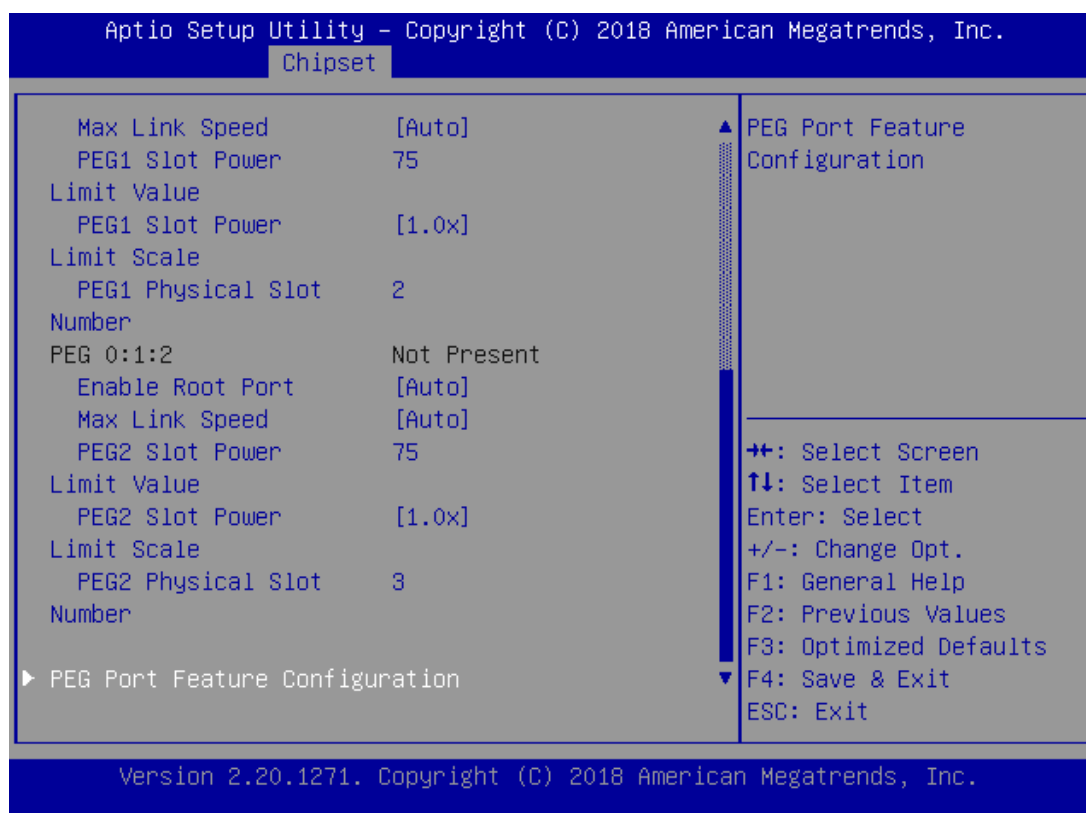 Aptio Setup Utility – Copyright (C) 2018 American Megatrends, Inc.
Chipset
Max Link Speed [Auto]
PEG1 Slot Power 75
Limit Value
PEG1 Slot Power [1.0x]
Limit Scale
PEG1 Physical Slot 2
Number
PEG 0:1:2 Not Present
Enable Root Port [Auto]
Max Link Speed [Auto]
PEG2 Slot Power 75
Limit Value
PEG2 Slot Power [1.0x]
Limit Scale
PEG2 Physical Slot 3
Number
▶ PEG Port Feature Configuration
PEG Port Feature
Configuration
→←: Select Screen
↑↓: Select Item
Enter: Select
+/-: Change Opt.
F1: General Help
F2: Previous Values
F3: Optimized Defaults
F4: Save & Exit
ESC: Exit
Version 2.20.1271. Copyright (C) 2018 American Megatrends, Inc.